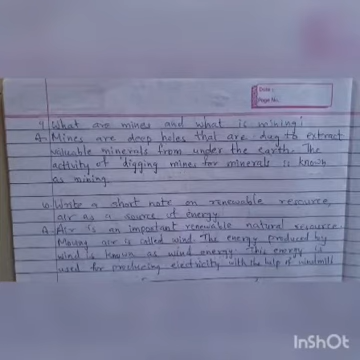 Date :
Page No.
9 What are mines and what is mining?
A. Mines are deep holes that are dug to extract
valuable minerals from under the earth. The
activity of digging mines for minerals is known
as mining.
10 Write a short note on renewable resource,
air as a source of energy.
A. Air is an important renewable natural resource.
Moving air is called wind. The energy produced by
wind is known as wind energy. This energy is
used for producing electricity with the help of windmill
InShOt